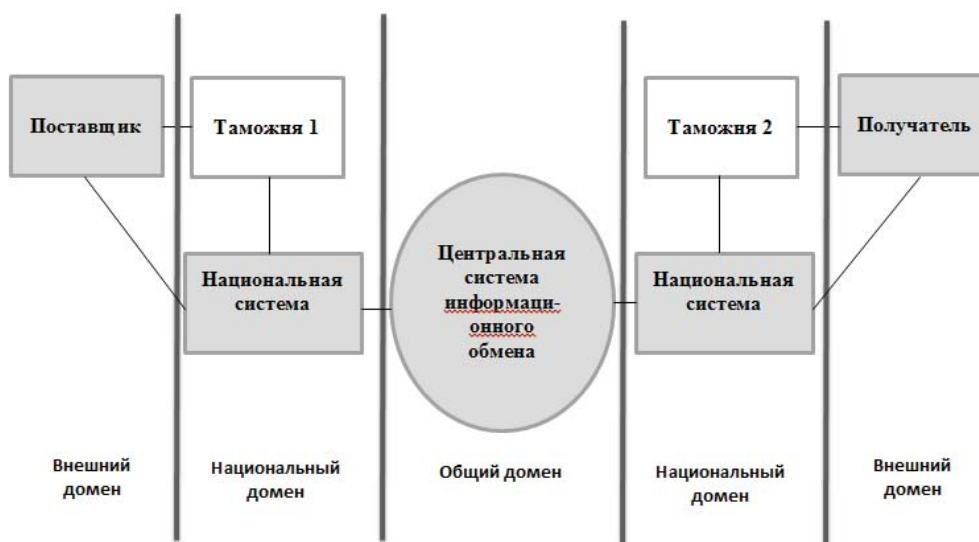 Поставщик
Таможня 1
Таможня 2
Получатель
Национальная
система
Центральная
система
информаци-
онного
обмена
Национальная
система
Внешний
домен
Национальный
домен
Общий домен
Национальный
домен
Внешний
домен